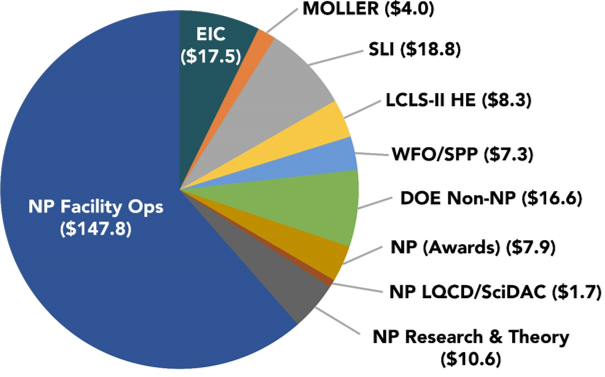 EIC
($17.5)
MOLLER ($4.0)
SLI ($18.8)
LCLS-II HE ($8.3)
WFO/SPP ($7.3)
DOE Non-NP ($16.6)
NP (Awards) ($7.9)
NP LQCD/SciDAC ($1.7)
NP Research & Theory
($10.6)
NP Facility Ops
($147.8)